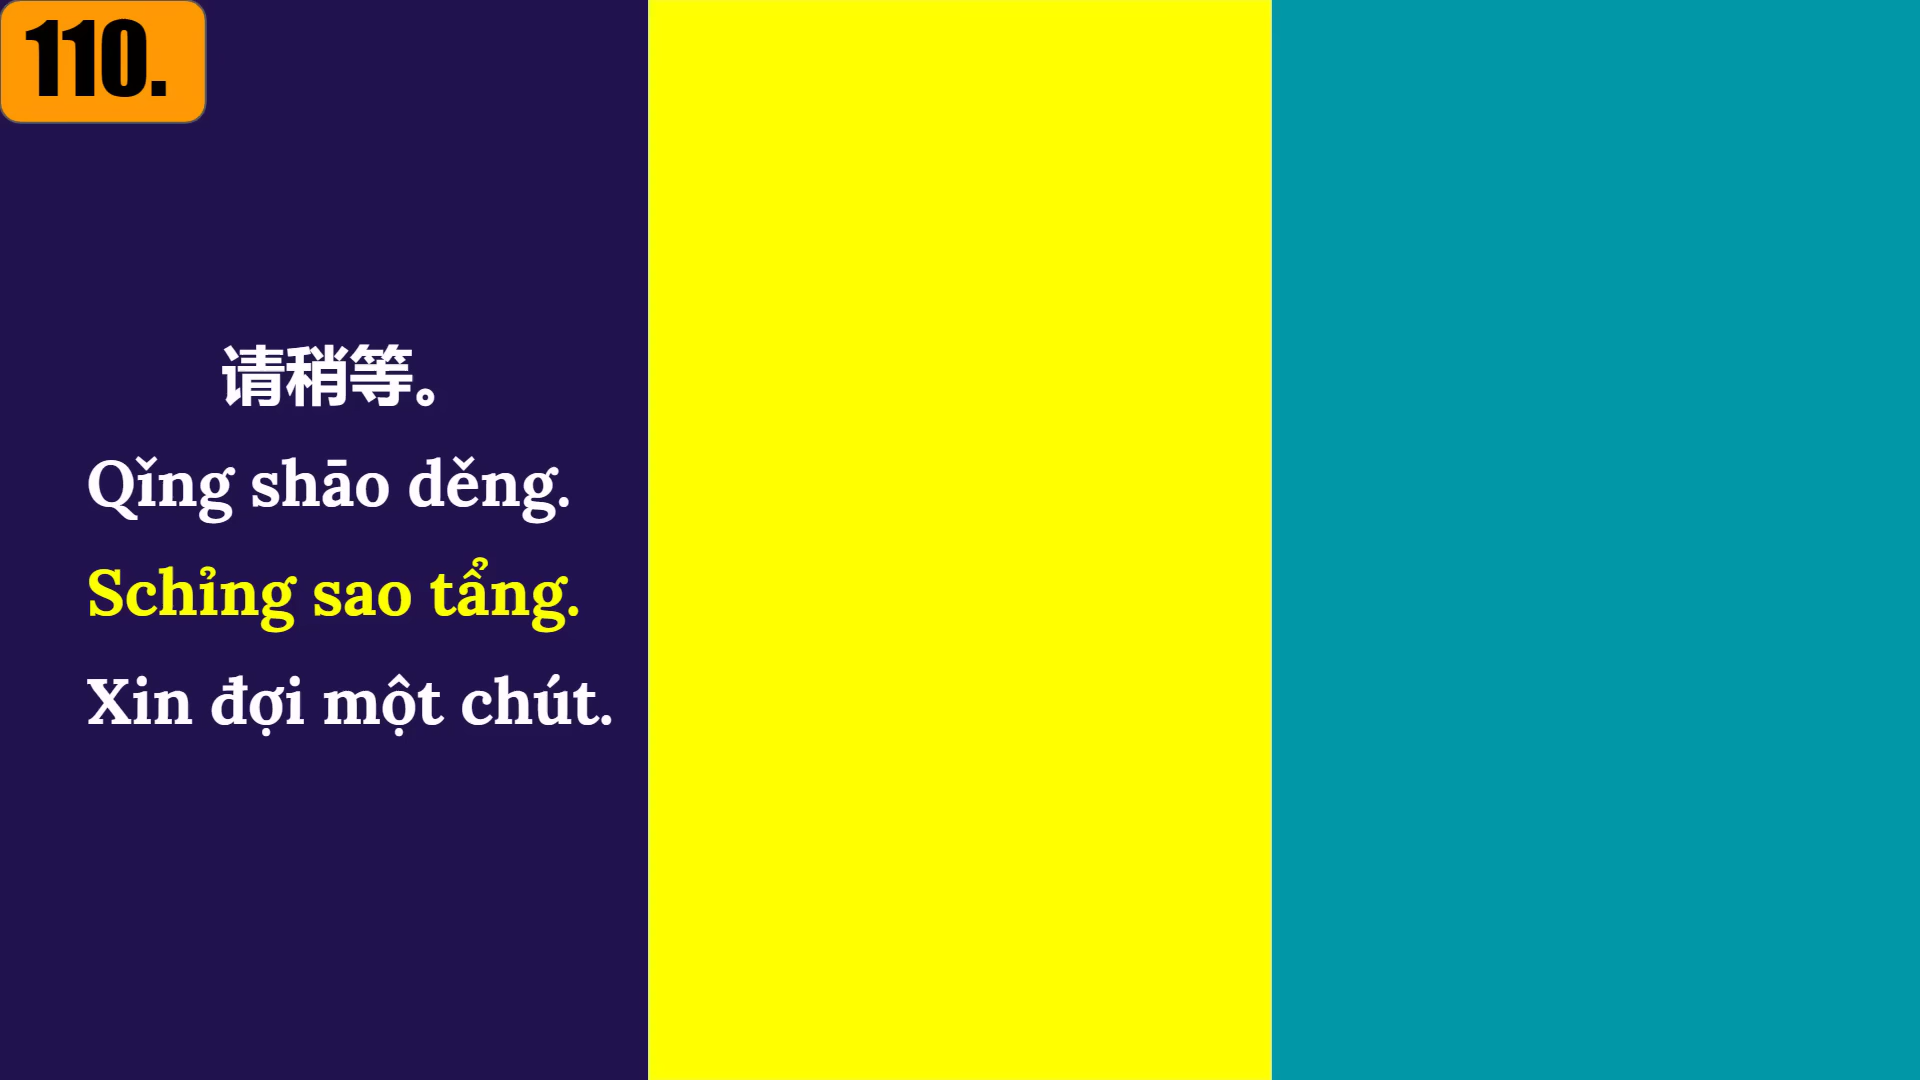 110.
请稍等。
Qǐng shāo děng.
Schỉng sao tẩng.
Xin đợi một chút.